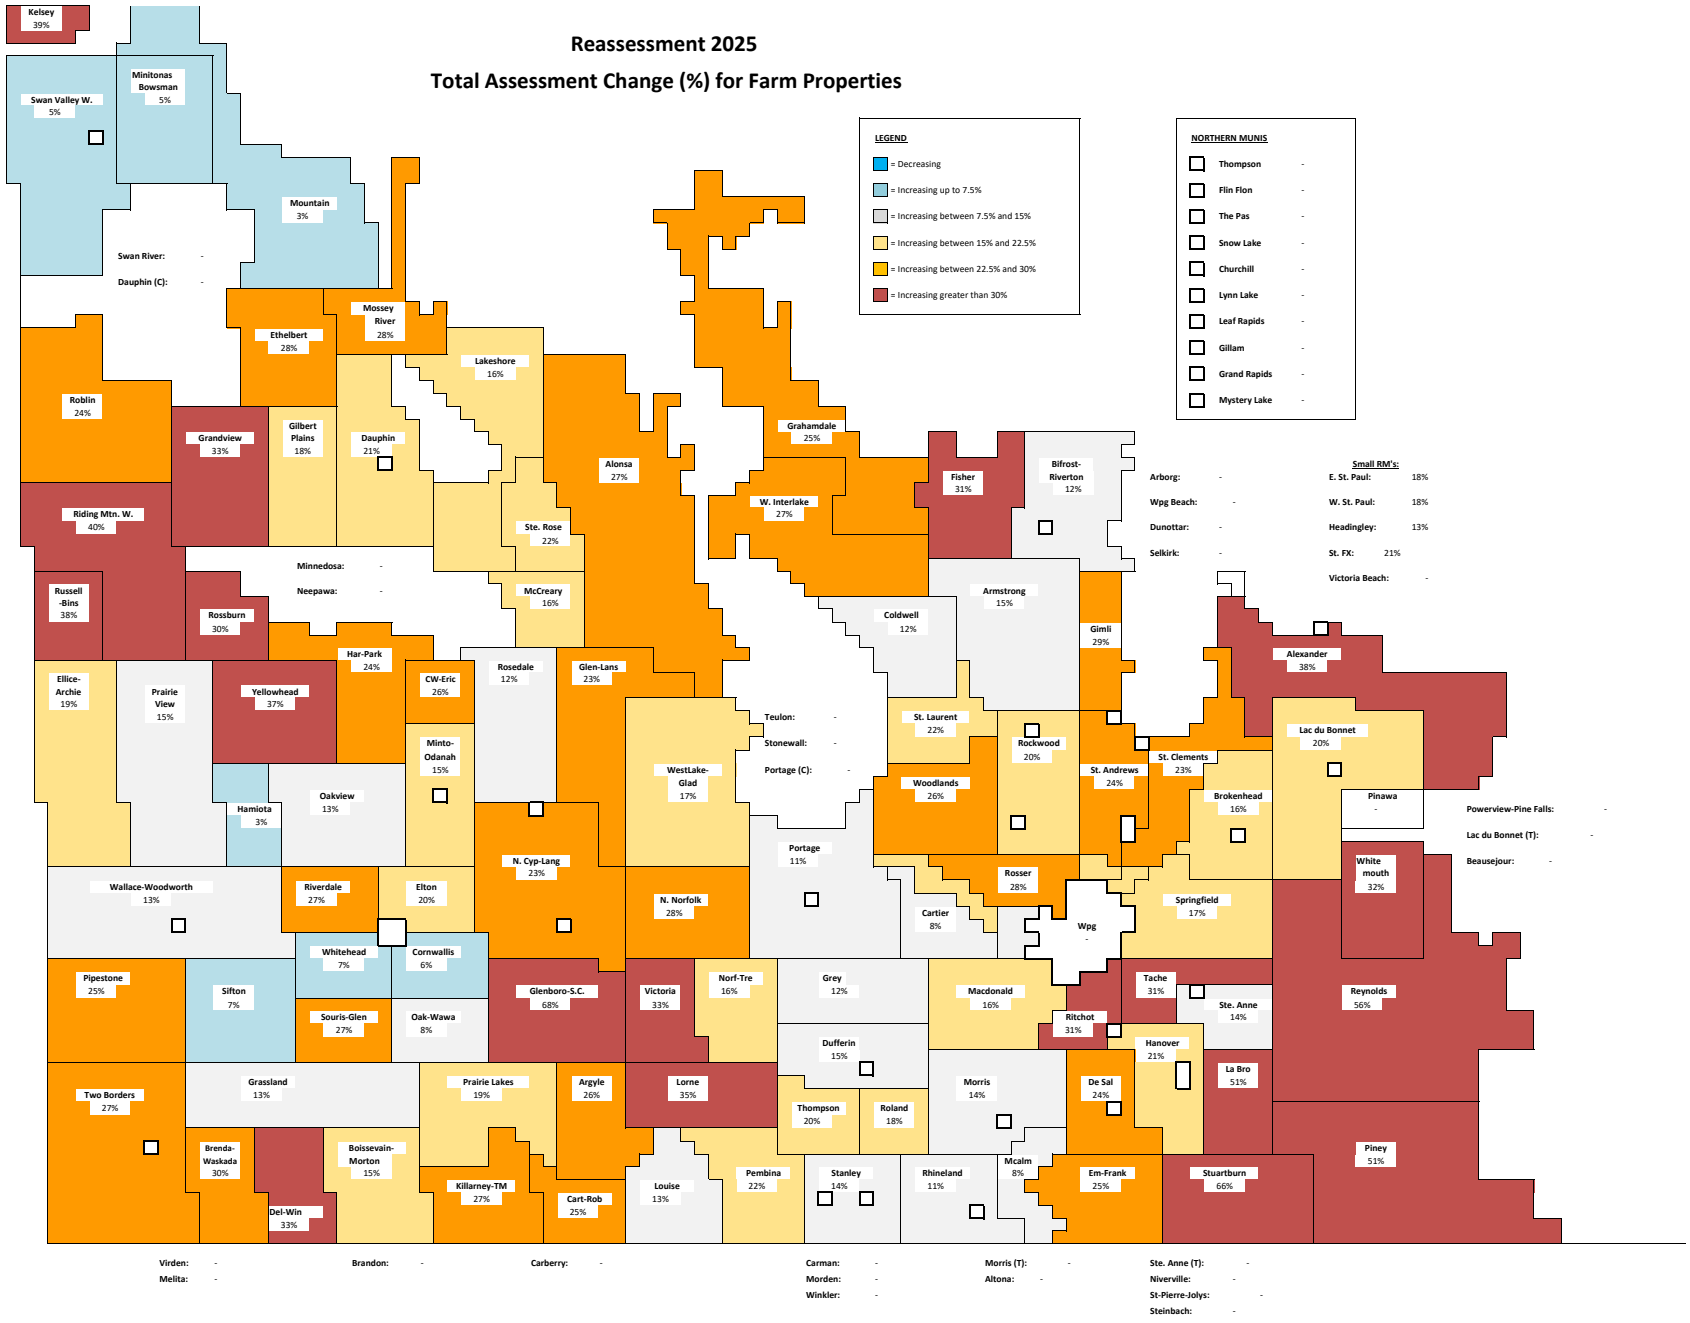 Reassessment 2025
Total Assessment Change (%) for Farm Properties
LEGEND
= Decreasing
= Increasing up to 7.5%
= Increasing between 7.5% and 15%
= Increasing between 15% and 22.5%
= Increasing between 22.5% and 30%
= Increasing greater than 30%
NORTHERN MUNIS
Thompson -
Flin Flon -
The Pas -
Snow Lake -
Churchill -
Lynn Lake -
Leaf Rapids -
Gillam -
Grand Rapids -
Mystery Lake -
Kelsey
39%
Swan Valley W.
5%
Minitonas
Bowsman
5%
Mountain
3%
Swan River: -
Dauphin (C): -
Mossey
River
28%
Ethelbert
28%
Lakeshore
16%
Roblin
24%
Grandview
33%
Gilbert
Plains
18%
Dauphin
21%
Alonsa
27%
Grahamdale
25%
W. Interlake
27%
Fisher
31%
Bifrost-
Riverton
12%
Arborg: -
Wpg Beach: -
Dunottar: -
Selkirk: -
Small RM's:
E. St. Paul: 18%
W. St. Paul: 18%
Headingley: 13%
St. FX: 21%
Victoria Beach: -
Riding Mtn. W.
40%
Ste. Rose
22%
Minnedosa: -
Neepawa: -
Russell
-Bins
38%
Rossburn
30%
McCreary
16%
Armstrong
15%
Coldwell
12%
Gimli
29%
Alexander
38%
Har-Park
24%
Ellice-
Archie
19%
Prairie
View
15%
Yellowhead
37%
CW-Eric
26%
Rosedale
12%
Glen-Lans
23%
Teulon: -
Stonewall: -
Portage (C): -
St. Laurent
22%
Rockwood
20%
St. Andrews
24%
St. Clements
23%
Lac du Bonnet
20%
Minto-
Odanah
15%
WestLake-
Glad
17%
Woodlands
26%
Brokenhead
16%
Pinawa
-
Powerview-Pine Falls: -
Lac du Bonnet (T): -
Beausejour: -
Hamiota
3%
Oakview
13%
N. Cyp-Lang
23%
Portage
11%
Rosser
28%
White
mouth
32%
Wallace-Woodworth
13%
Riverdale
27%
Elton
20%
N. Norfolk
28%
Cartier
8%
Wpg
-
Springfield
17%
Whitehead
7%
Cornwallis
6%
Pipestone
25%
Sifton
7%
Souris-Glen
27%
Oak-Wawa
8%
Glenboro-S.C.
68%
Victoria
33%
Norf-Tre
16%
Grey
12%
Macdonald
16%
Ritchot
31%
Tache
31%
Ste. Anne
14%
Reynolds
56%
Dufferin
15%
Hanover
21%
La Bro
51%
Two Borders
27%
Grassland
13%
Prairie Lakes
19%
Argyle
26%
Lorne
35%
Thompson
20%
Roland
18%
Morris
14%
De Sal
24%
Piney
51%
Brenda-
Waskada
30%
Del-Win
33%
Boissevain-
Morton
15%
Killarney-TM
27%
Cart-Rob
25%
Louise
13%
Pembina
22%
Stanley
14%
Rhineland
11%
Mcalm
8%
Em-Frank
25%
Stuartburn
66%
Virden: -
Melita: -
Brandon: -
Carberry: -
Carman: -
Morden: -
Winkler: -
Morris (T): -
Altona: -
Ste. Anne (T): -
Niverville: -
St-Pierre-Jolys: -
Steinbach: -